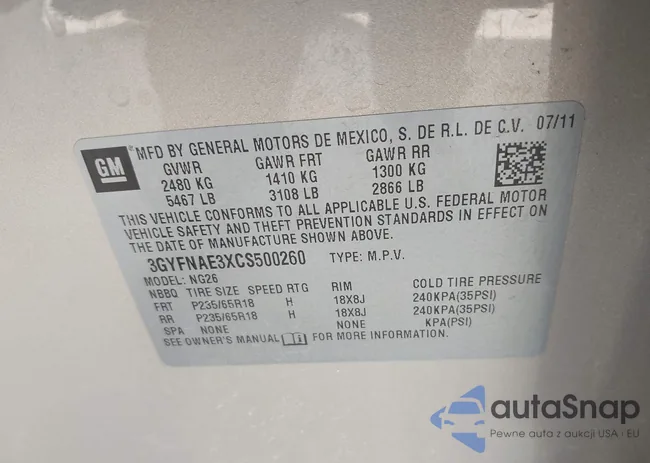 GM
MFD BY GENERAL MOTORS DE MEXICO, S. DE R.L. DE C.V. 07/11
GVWR GAWR FRT GAWR RR
2480 KG 1410 KG 1300 KG
5467 LB 3108 LB 2866 LB
THIS VEHICLE CONFORMS TO ALL APPLICABLE U.S. FEDERAL MOTOR
VEHICLE SAFETY AND THEFT PREVENTION STANDARDS IN EFFECT ON
THE DATE OF MANUFACTURE SHOWN ABOVE.
3GYFNAE3XCS500260 TYPE: M.P.V.
MODEL: NG26
NBBQ TIRE SIZE SPEED RTG RIM COLD TIRE PRESSURE
FRT P235/65R18 H 18X8J 240KPA(35PSI)
RR P235/65R18 H 18X8J 240KPA(35PSI)
SPA NONE NONE KPA(PSI)
SEE OWNER'S MANUAL FOR MORE INFORMATION.
autoSnap
Pewne auta z aukcji USA i EU